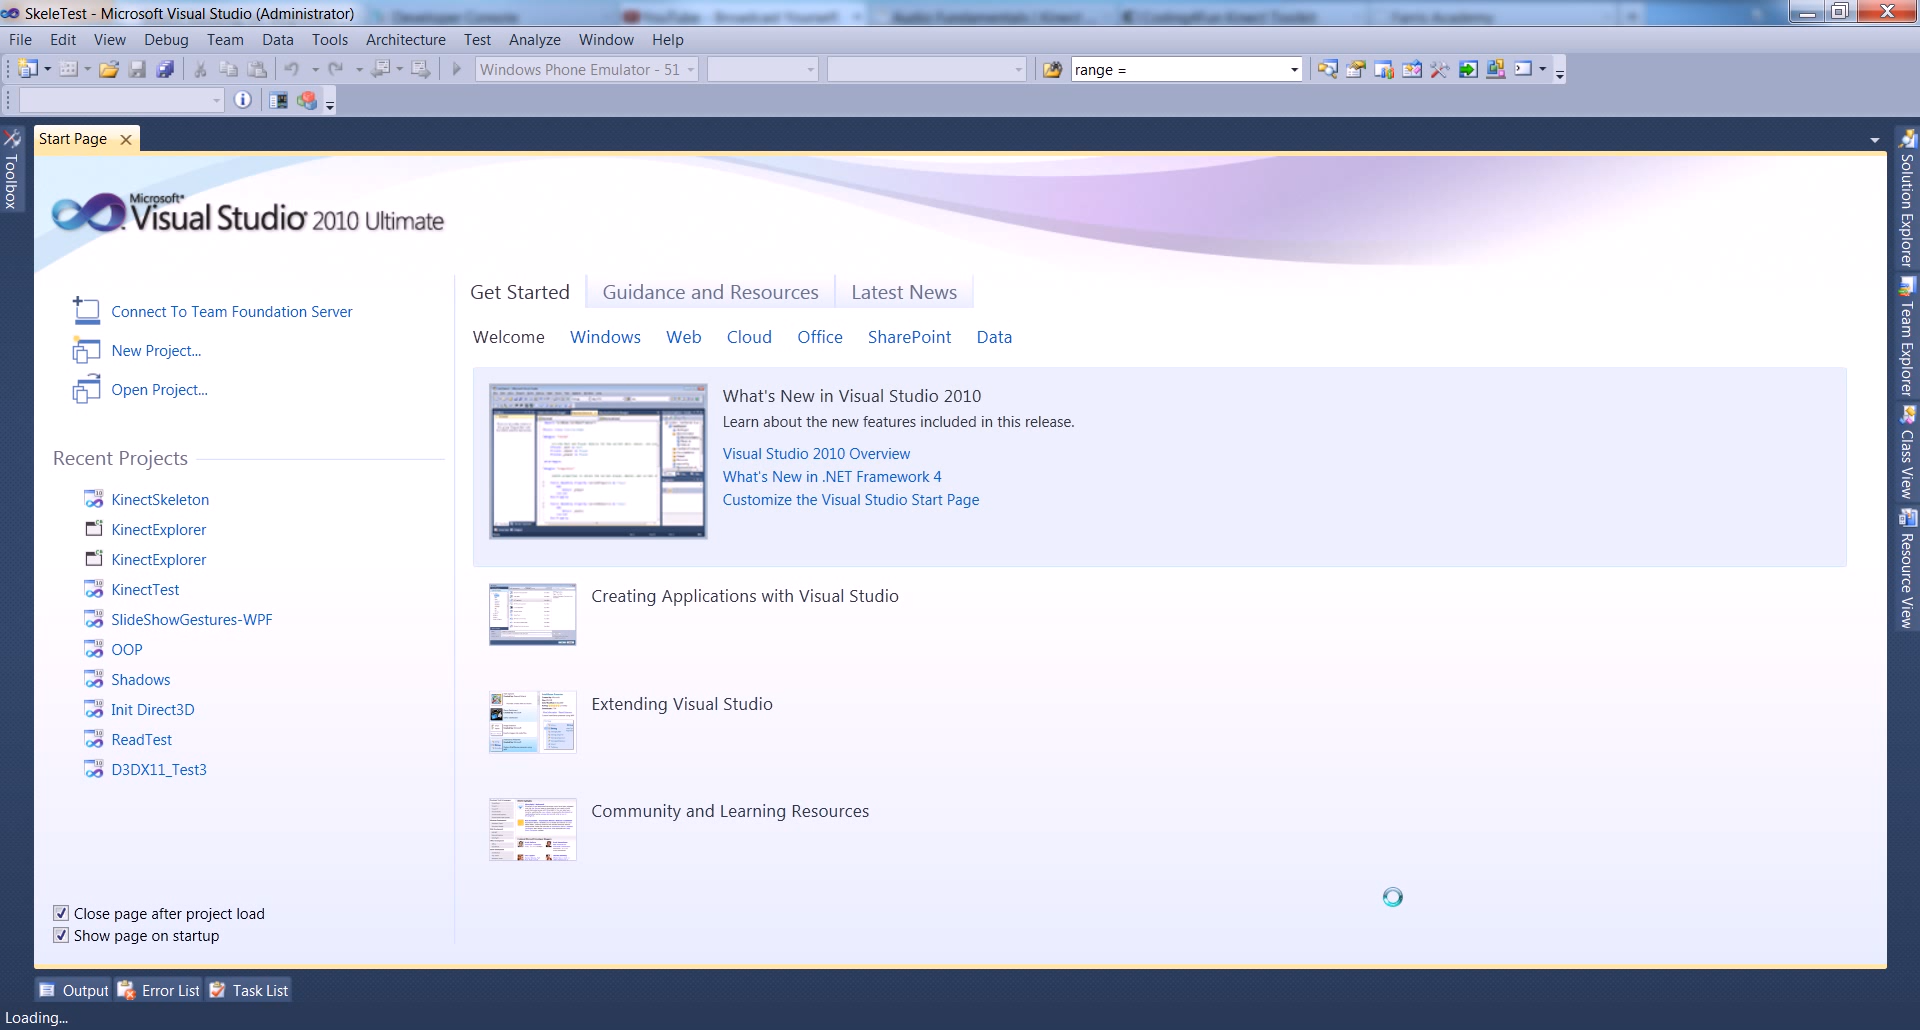 SkeleTest - Microsoft Visual Studio (Administrator)
File Edit View Debug Team Data Tools Architecture Test Analyze Window Help
Windows Phone Emulator - 51
range =
Toolbox
Start Page
Microsoft®
Visual Studio® 2010 Ultimate
Connect To Team Foundation Server
New Project...
Open Project...
Recent Projects
KinectSkeleton
KinectExplorer
KinectExplorer
KinectTest
SlideShowGestures-WPF
OOP
Shadows
Init Direct3D
ReadTest
D3DX11_Test3
Close page after project load
Show page on startup
Get Started Guidance and Resources Latest News
Welcome Windows Web Cloud Office SharePoint Data
What's New in Visual Studio 2010
Learn about the new features included in this release.
Visual Studio 2010 Overview
What's New in .NET Framework 4
Customize the Visual Studio Start Page
Creating Applications with Visual Studio
Extending Visual Studio
Community and Learning Resources
Solution Explorer
Team Explorer
Class View
Resource View
Output Error List Task List
Loading...